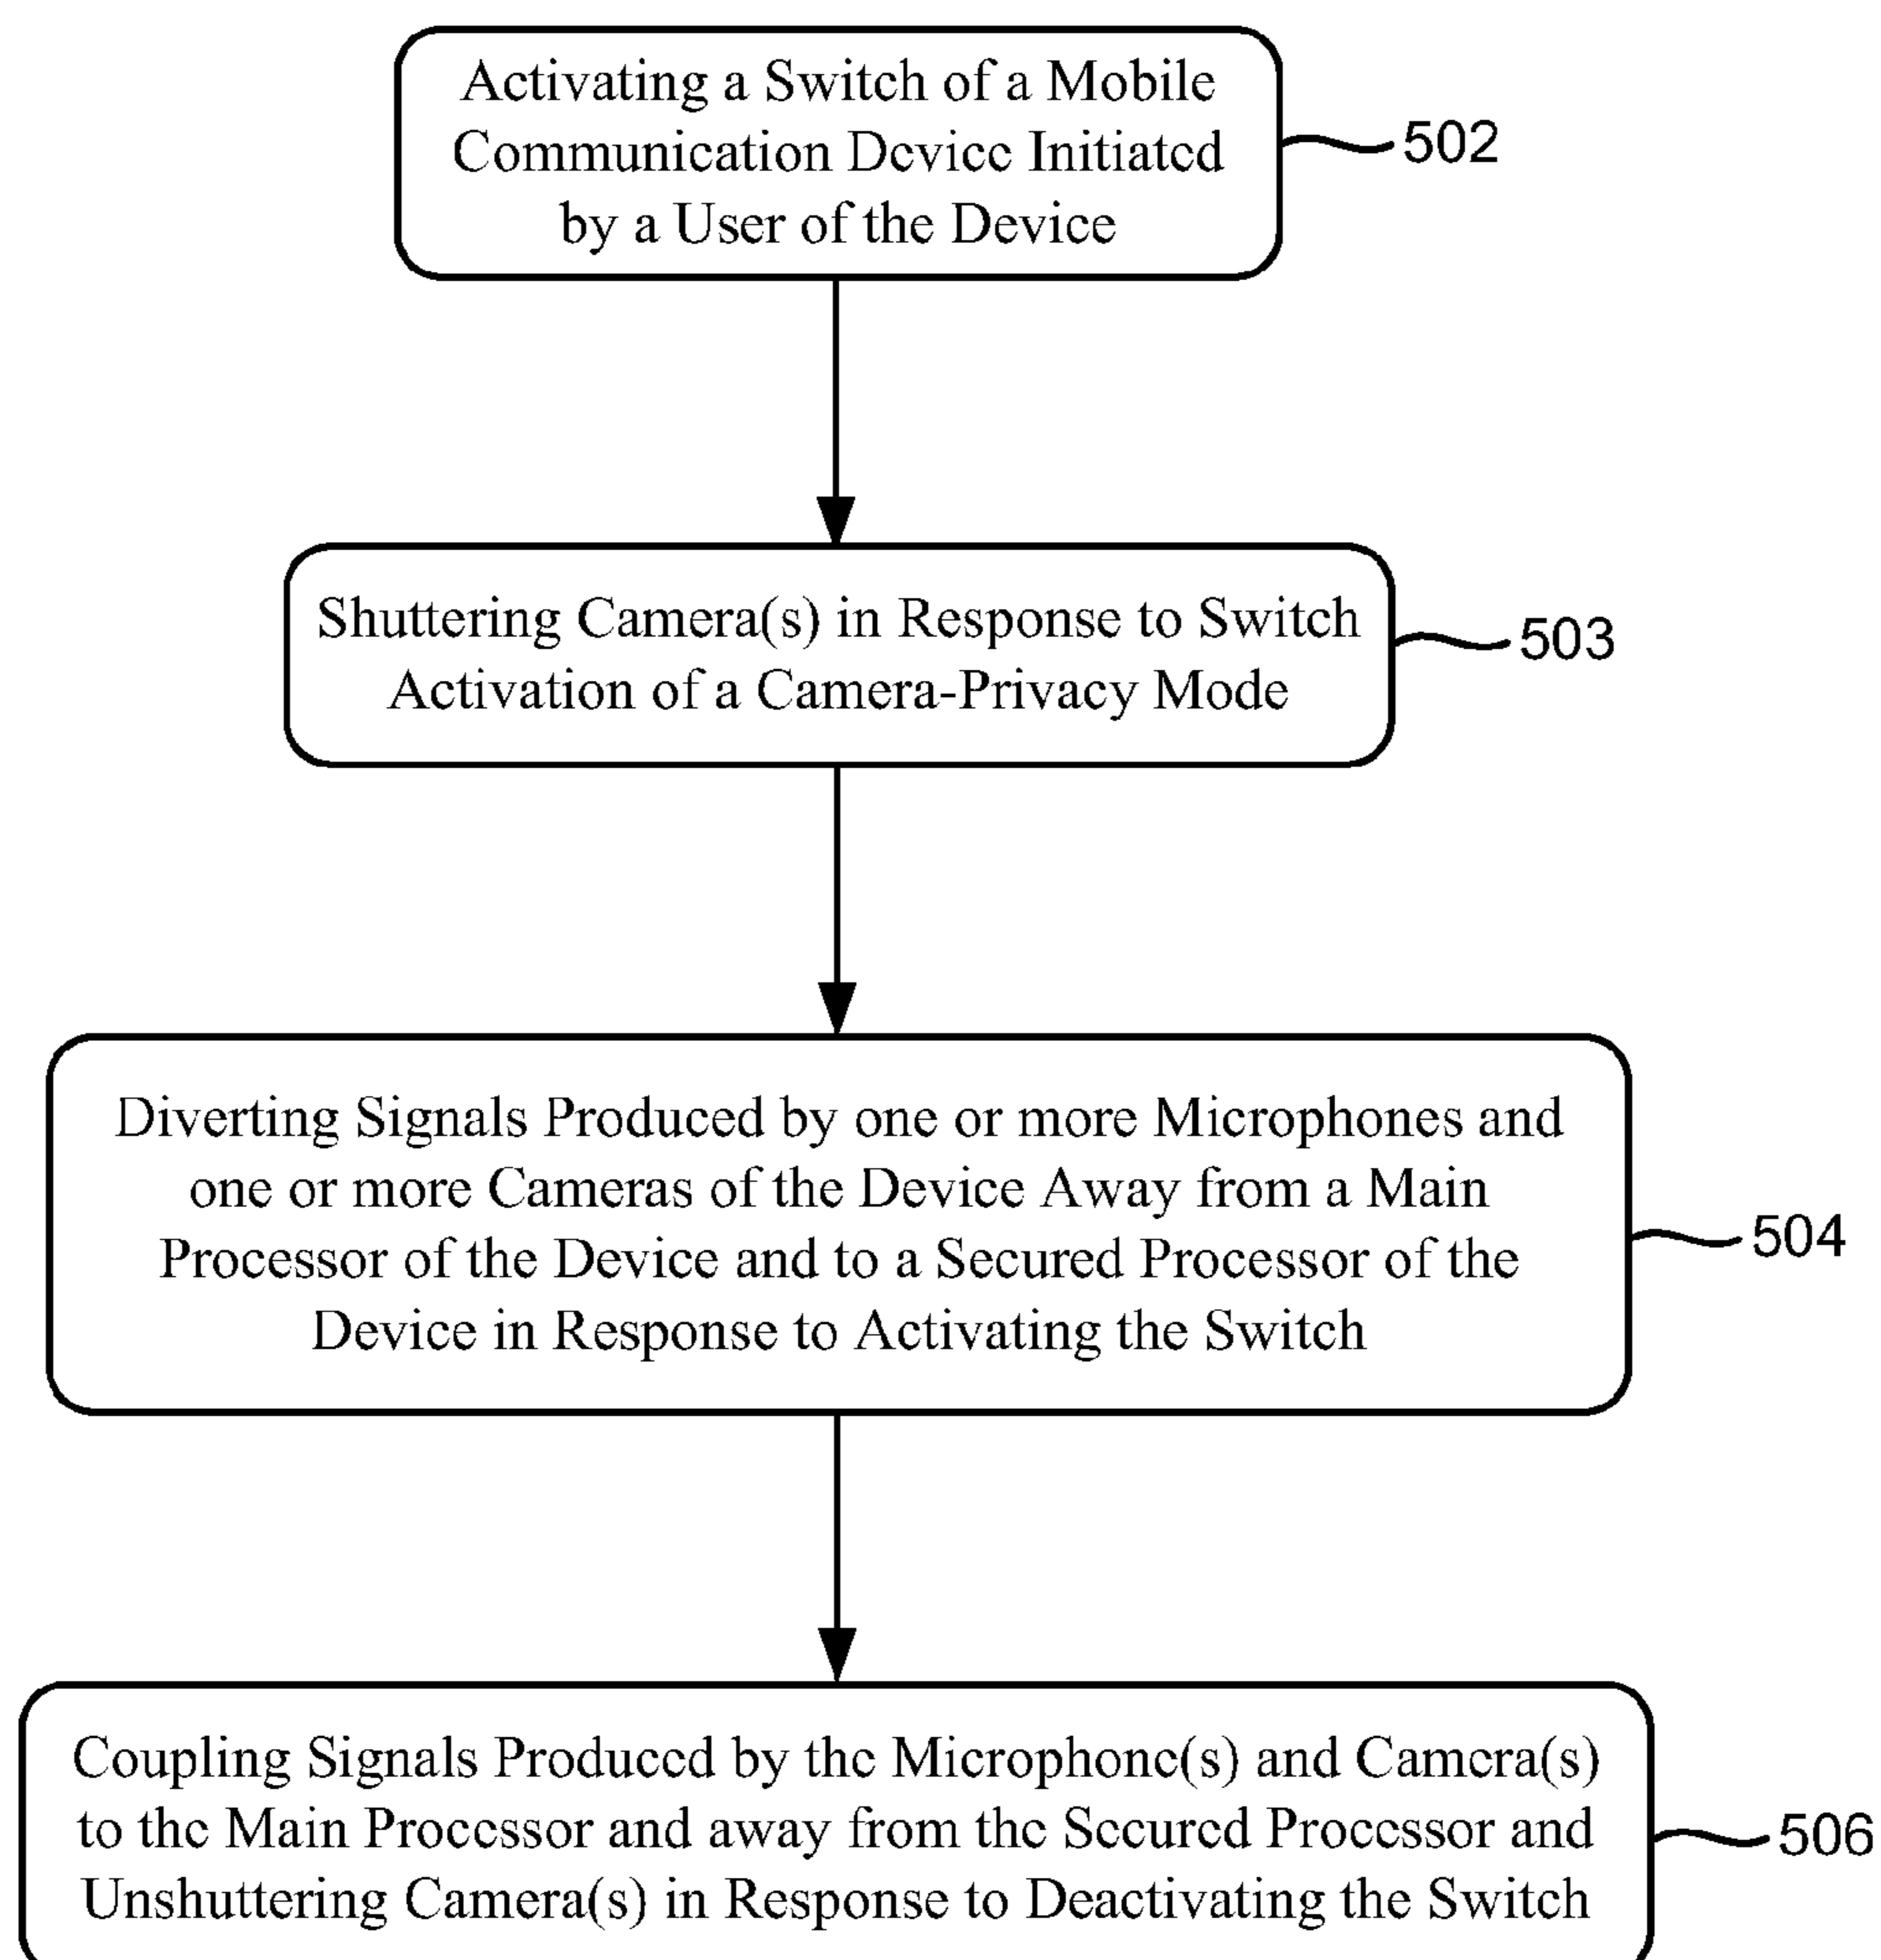 Activating a Switch of a Mobile
Communication Device Initiated
by a User of the Device
502
Shuttering Camera(s) in Response to Switch
Activation of a Camera-Privacy Mode
503
Diverting Signals Produced by one or more Microphones and
one or more Cameras of the Device Away from a Main
Processor of the Device and to a Secured Processor of the
Device in Response to Activating the Switch
504
Coupling Signals Produced by the Microphone(s) and Camera(s)
to the Main Processor and away from the Secured Processor and
Unshuttering Camera(s) in Response to Deactivating the Switch
506